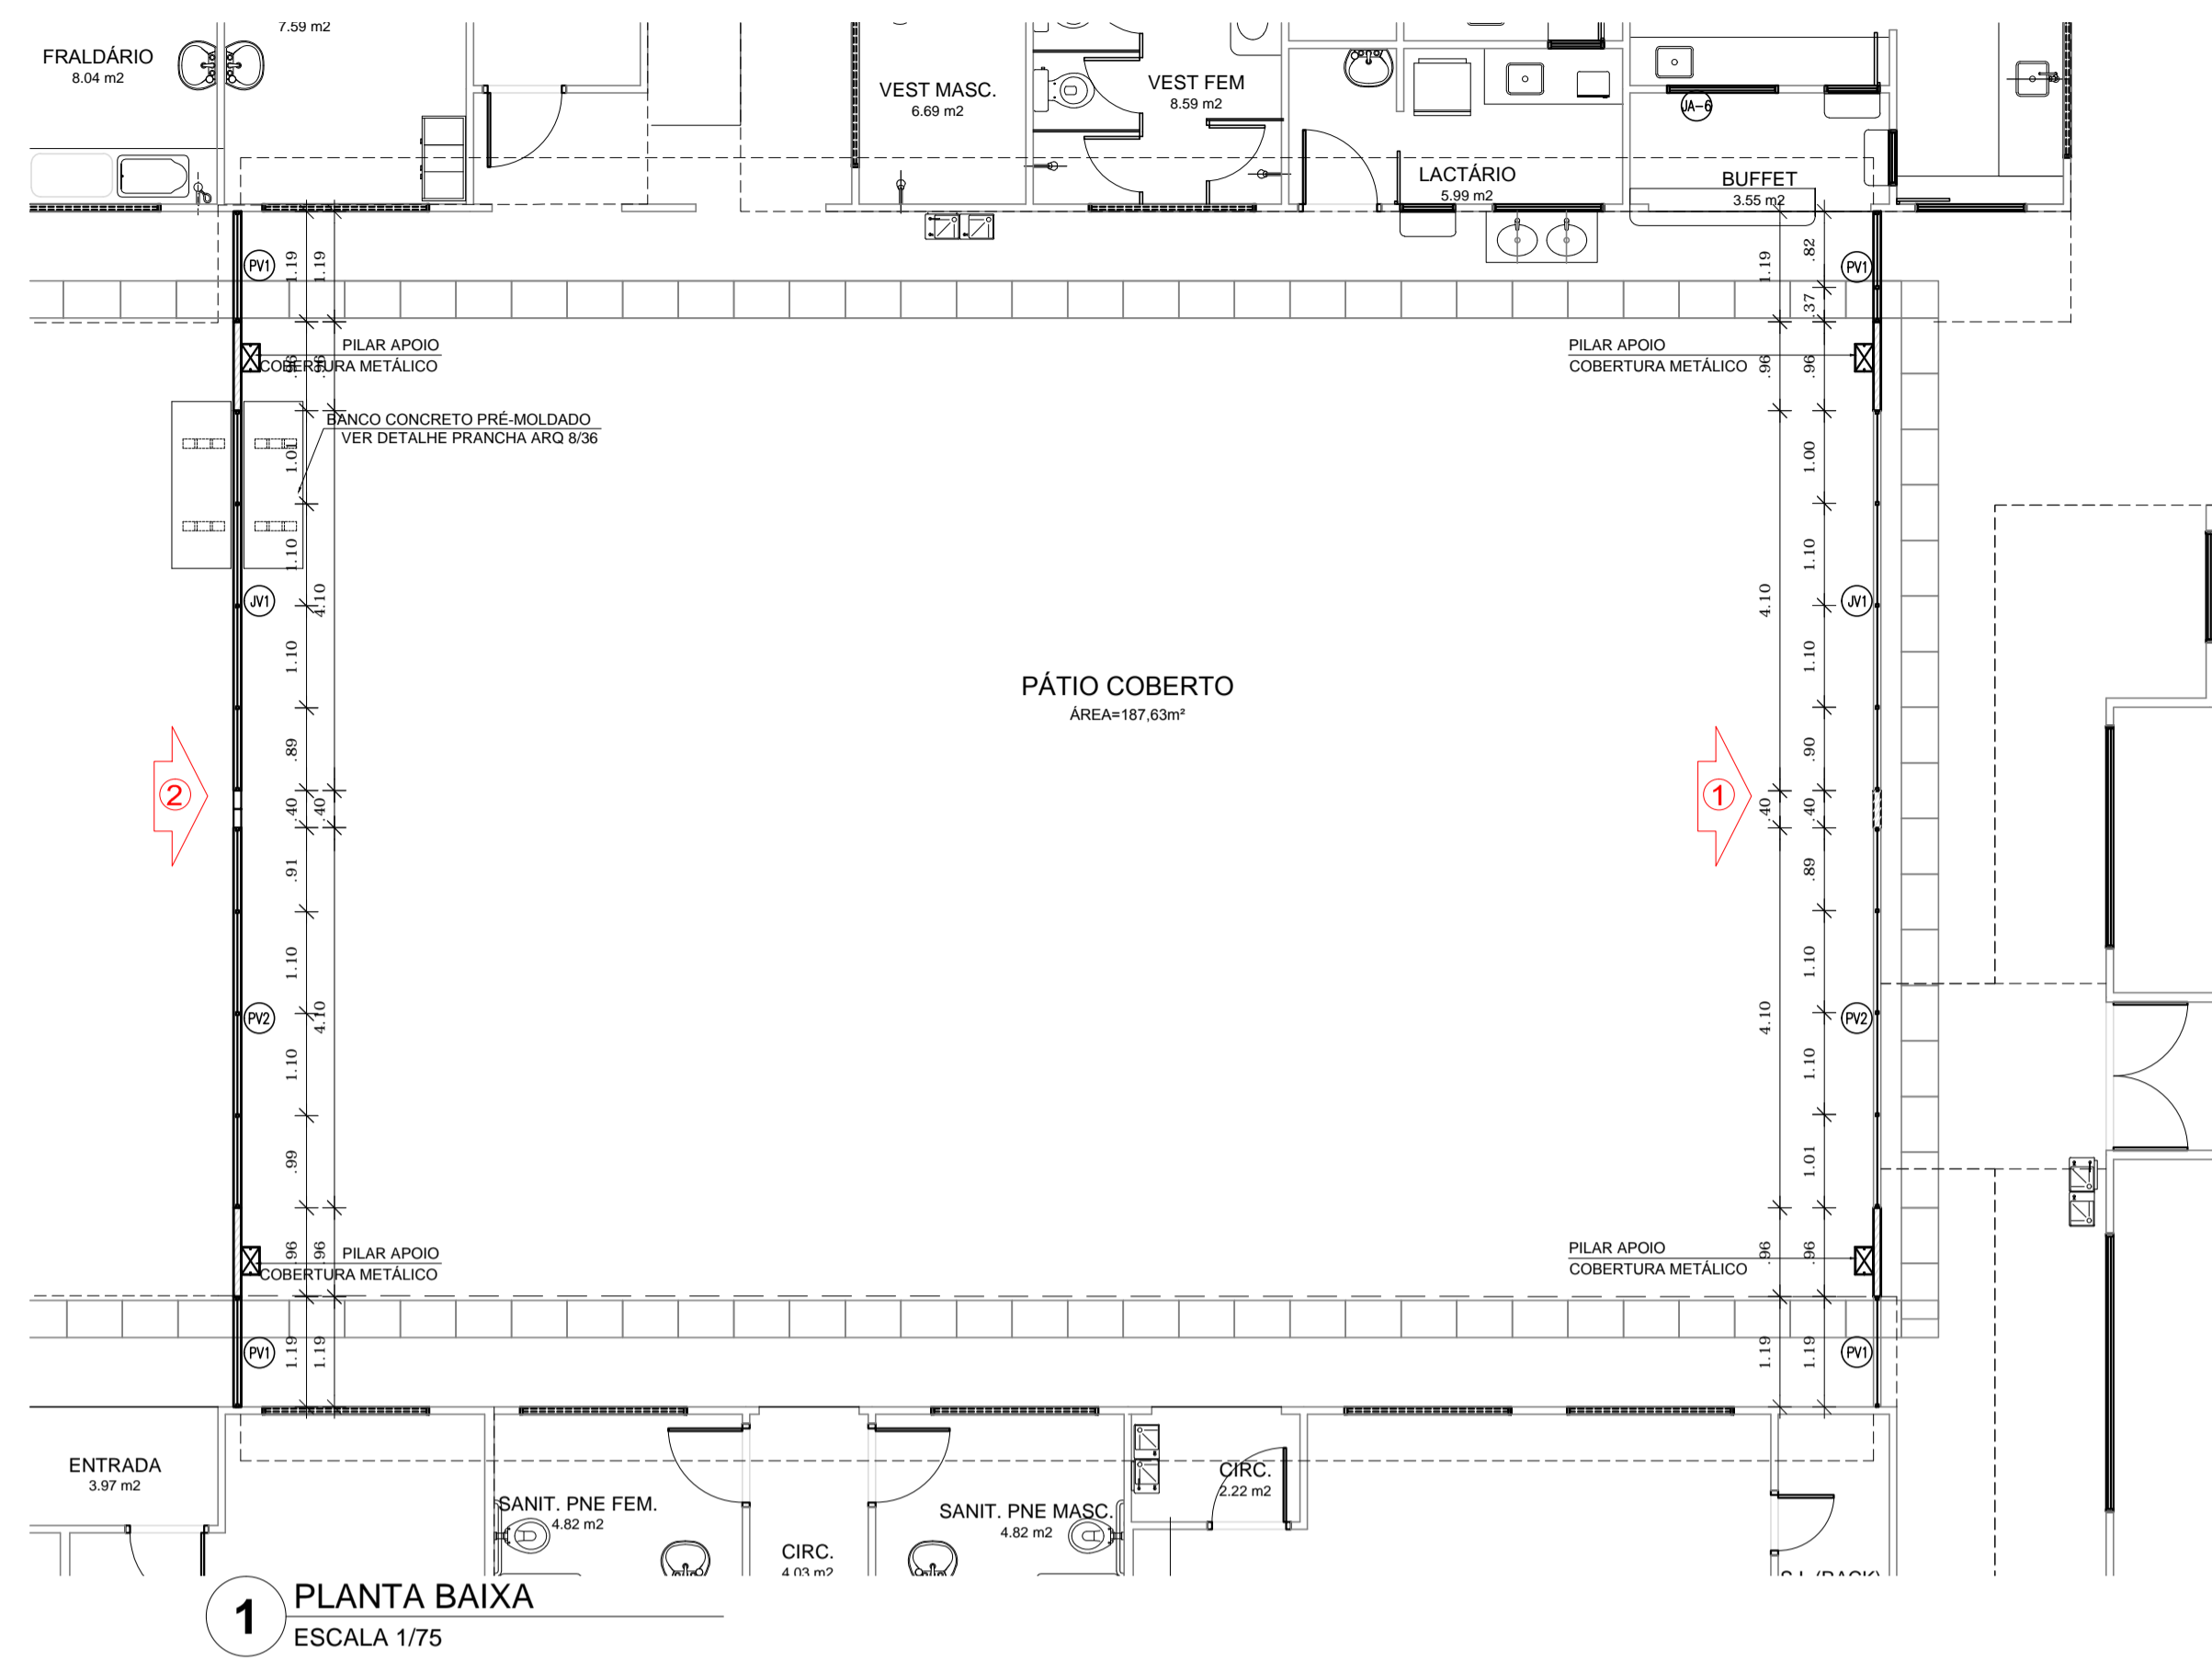 7.59 m2
FRALDÁRIO
8.04 m2
VEST MASC.
6.69 m2
VEST FEM
8.59 m2
JA-6
LACTÁRIO
5.99 m2
BUFFET
3.55 m2
PV1
1.19
1.19
1.19
.82
PV1
.37
PILAR APOIO
COBERTURA METÁLICO
.96
.96
PILAR APOIO
COBERTURA METÁLICO
.96
.96
BANCO CONCRETO PRÉ-MOLDADO
VER DETALHE PRANCHA ARQ 8/36
1.01
1.00
1.10
1.10
JV1
4.10
4.10
JV1
1.10
1.10
PÁTIO COBERTO
ÁREA=187,63m²
.89
.90
2
1
.40
.40
.40
.40
.91
.89
1.10
1.10
PV2
4.10
4.10
PV2
1.10
1.10
.99
1.01
.96
.96
PILAR APOIO
COBERTURA METÁLICO
PILAR APOIO
COBERTURA METÁLICO
.96
.96
PV1
1.19
1.19
1.19
1.19
PV1
ENTRADA
3.97 m2
SANIT. PNE FEM.
4.82 m2
SANIT. PNE MASC.
4.82 m2
CIRC.
2.22 m2
CIRC.
4.03 m2
1
PLANTA BAIXA
ESCALA 1/75